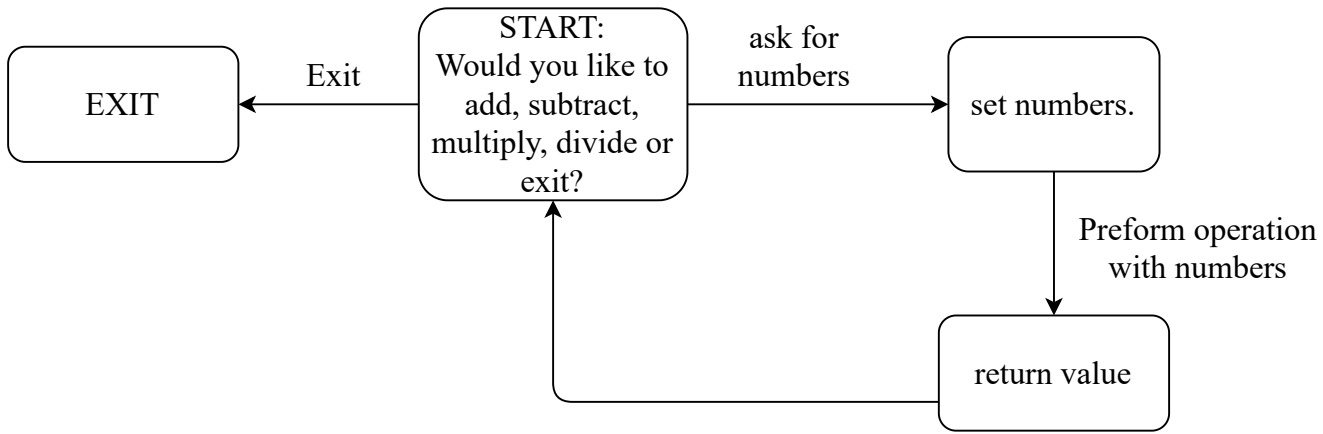 EXIT
Exit
START:
Would you like to
add, subtract,
multiply, divide or
exit?
ask for
numbers
set numbers.
Preform operation
with numbers
return value